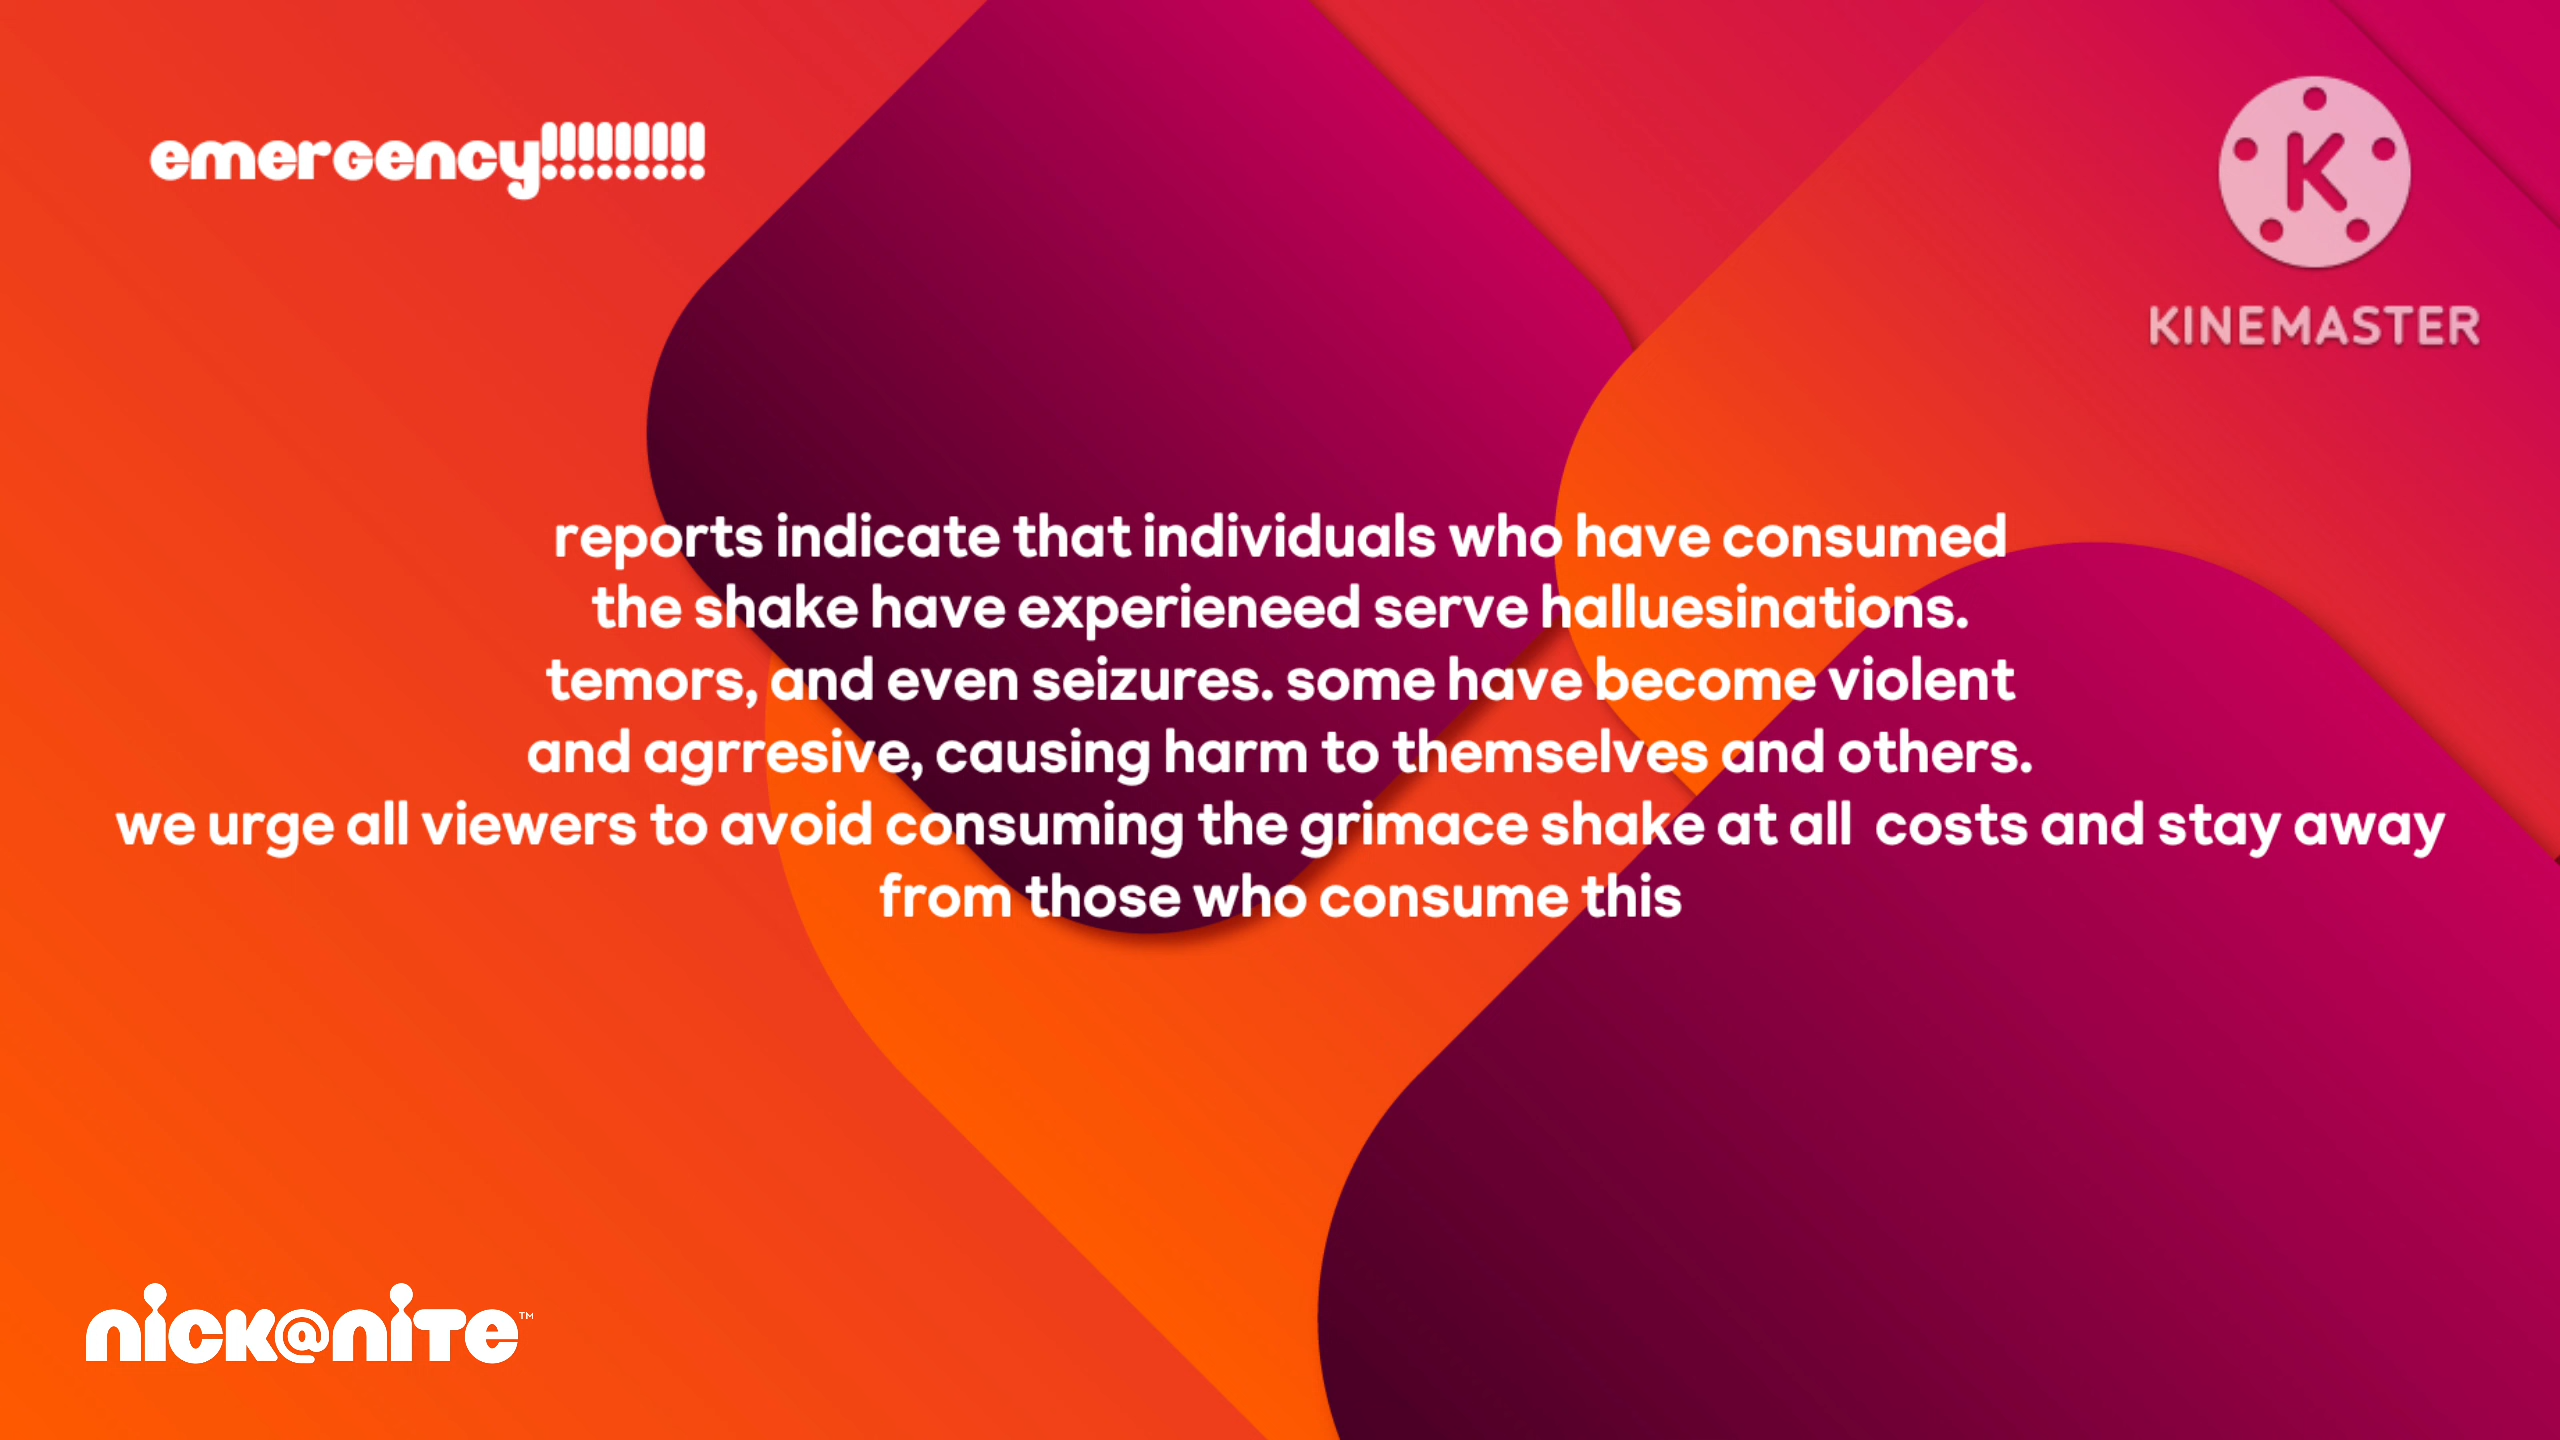 emergency!!!!!!!!!
K
KINEMASTER
reports indicate that individuals who have consumed
the shake have experieneed serve halluesinations.
temors, and even seizures. some have become violent
and agrresive, causing harm to themselves and others.
we urge all viewers to avoid consuming the grimace shake at all  costs and stay away
from those who consume this
nick@nite™